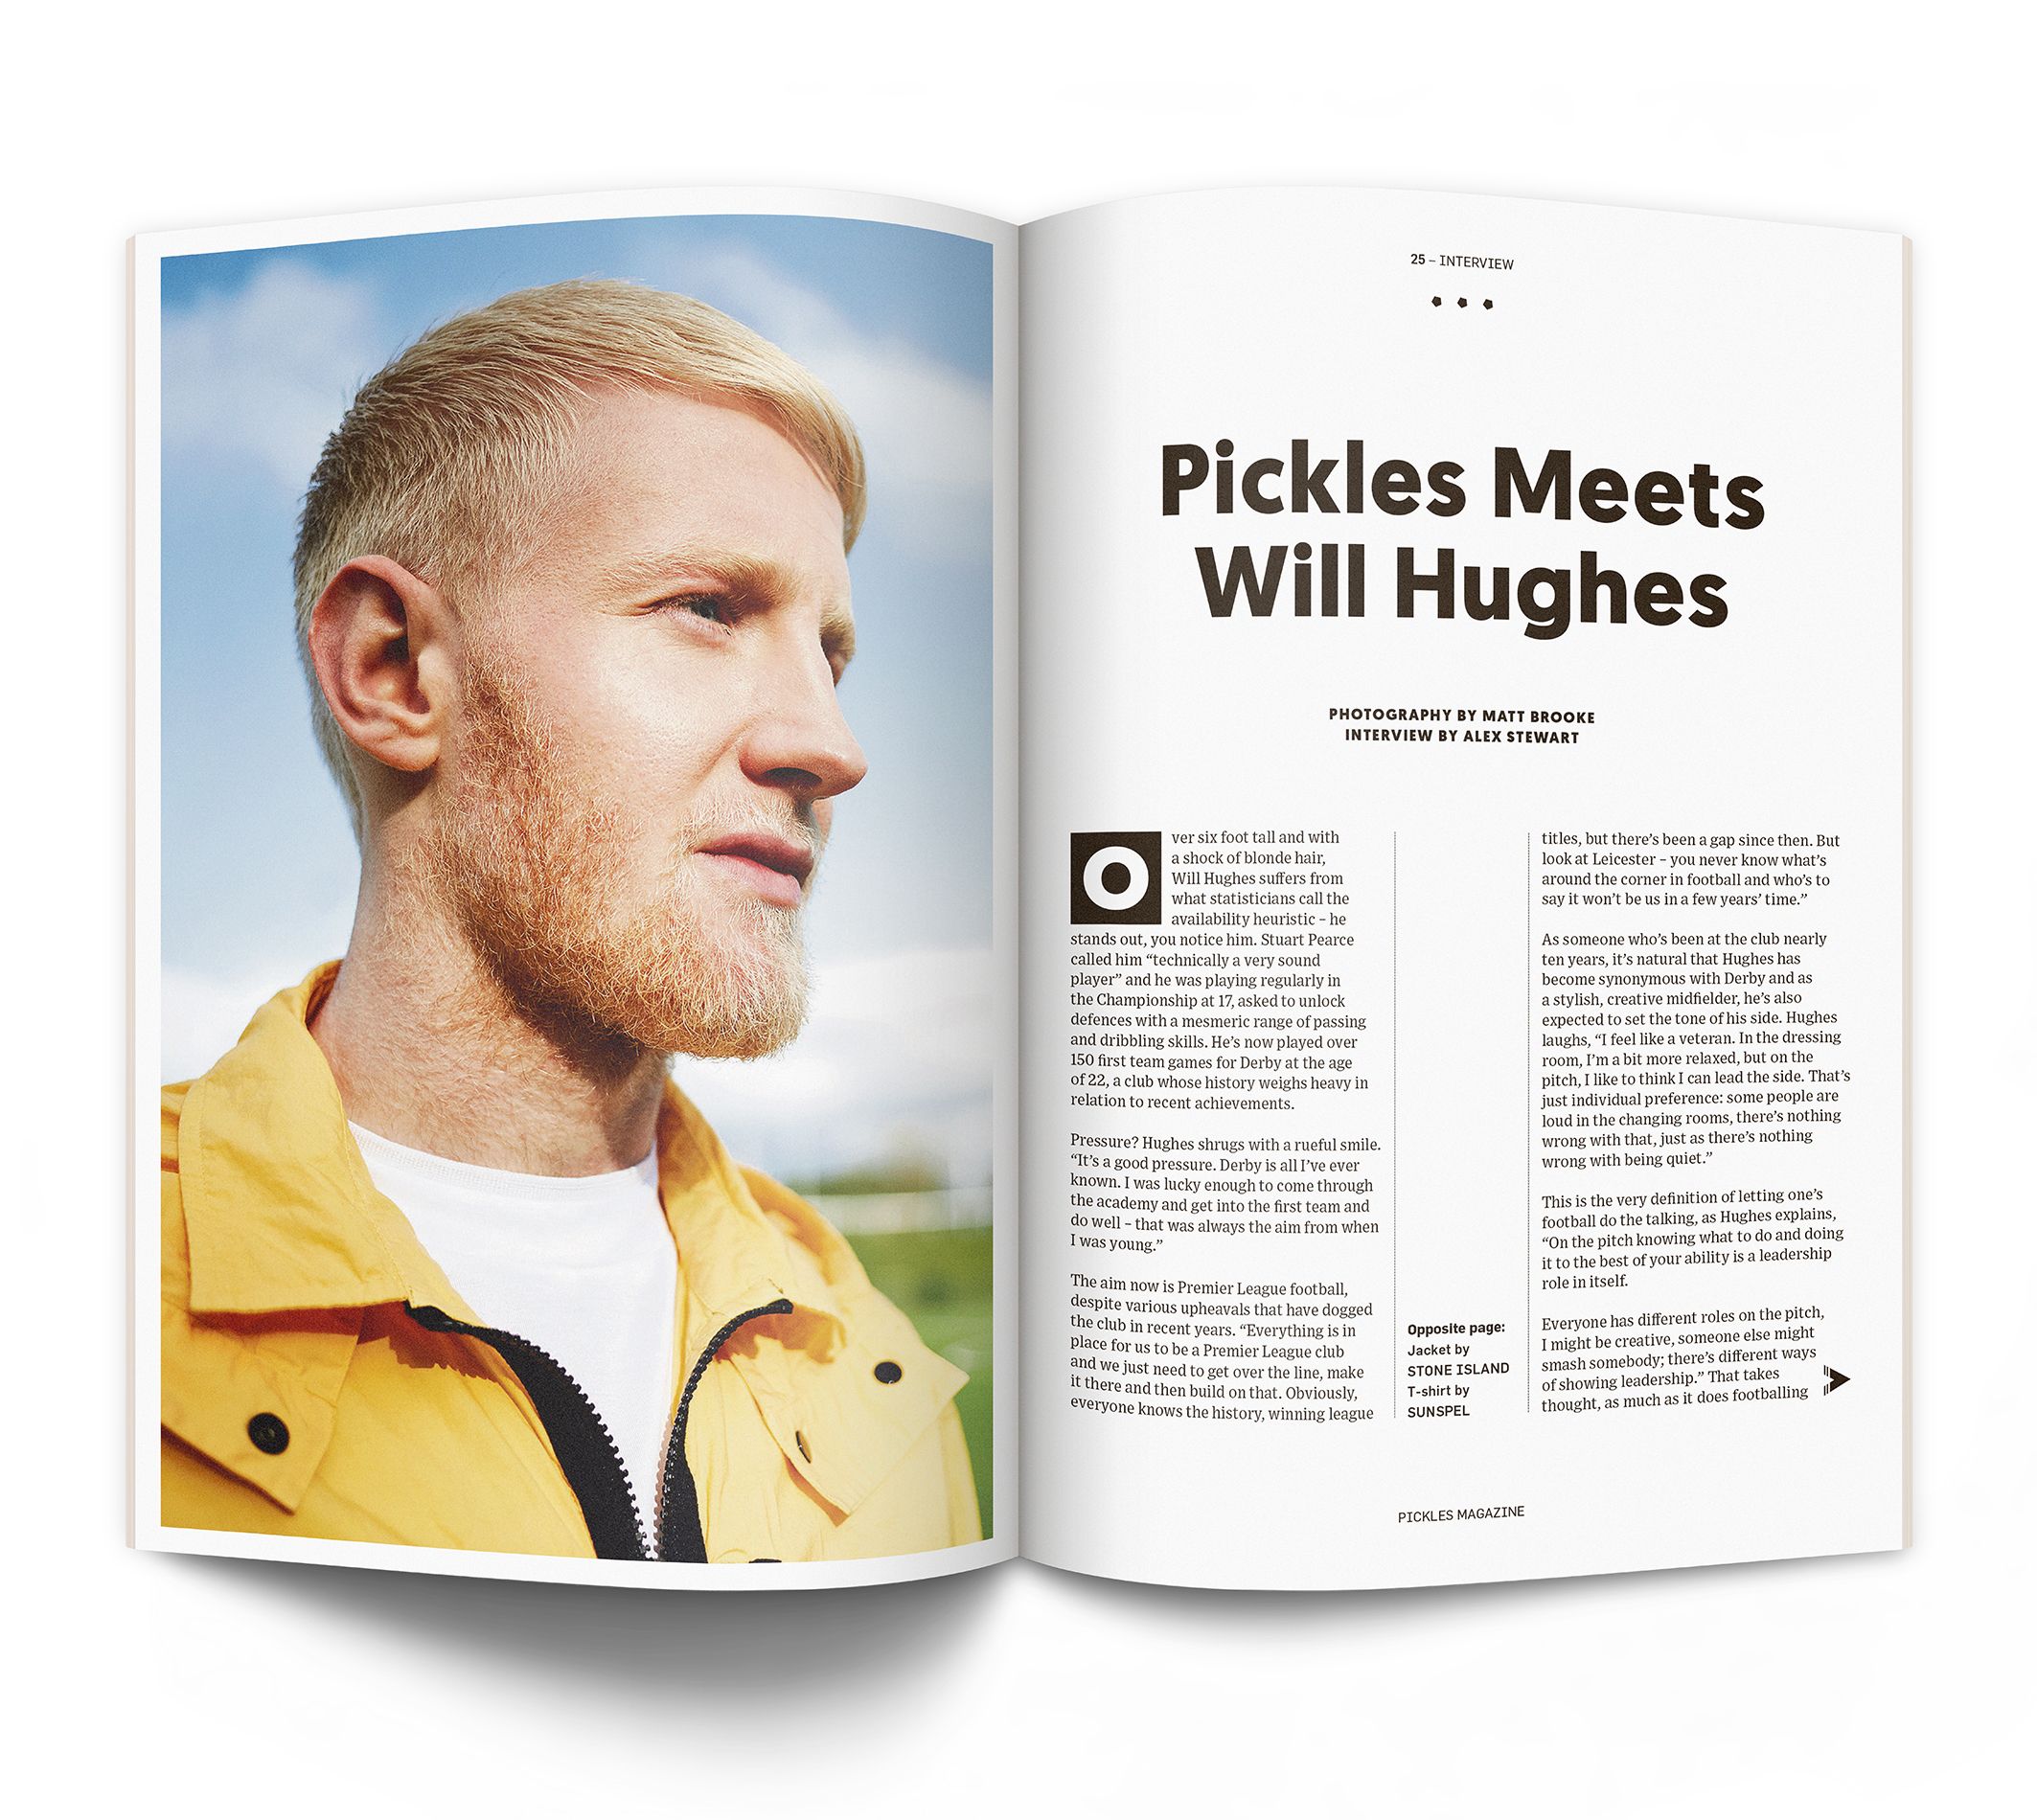 25 – INTERVIEW
Pickles Meets
Will Hughes
PHOTOGRAPHY BY MATT BROOKE
INTERVIEW BY ALEX STEWART
Over six foot tall and with
a shock of blonde hair,
Will Hughes suffers from
what statisticians call the
availability heuristic – he
stands out, you notice him. Stuart Pearce
called him “technically a very sound
player” and he was playing regularly in
the Championship at 17, asked to unlock
defences with a mesmeric range of passing
and dribbling skills. He’s now played over
150 first team games for Derby at the age
of 22, a club whose history weighs heavy in
relation to recent achievements.
Pressure? Hughes shrugs with a rueful smile.
“It’s a good pressure. Derby is all I’ve ever
known. I was lucky enough to come through
the academy and get into the first team and
do well – that was always the aim from when
I was young.”
The aim now is Premier League football,
despite various upheavals that have dogged
the club in recent years. “Everything is in
place for us to be a Premier League club
and we just need to get over the line, make
it there and then build on that. Obviously,
everyone knows the history, winning league
Opposite page:
Jacket by
STONE ISLAND
T-shirt by
SUNSPEL
titles, but there’s been a gap since then. But
look at Leicester – you never know what’s
around the corner in football and who’s to
say it won’t be us in a few years’ time.”
As someone who’s been at the club nearly
ten years, it’s natural that Hughes has
become synonymous with Derby and as
a stylish, creative midfielder, he’s also
expected to set the tone of his side. Hughes
laughs, “I feel like a veteran. In the dressing
room, I’m a bit more relaxed, but on the
pitch, I like to think I can lead the side. That’s
just individual preference: some people are
loud in the changing rooms, there’s nothing
wrong with that, just as there’s nothing
wrong with being quiet.”
This is the very definition of letting one’s
football do the talking, as Hughes explains,
“On the pitch knowing what to do and doing
it to the best of your ability is a leadership
role in itself.
Everyone has different roles on the pitch,
I might be creative, someone else might
smash somebody; there’s different ways
of showing leadership.” That takes
thought, as much as it does footballing
PICKLES MAGAZINE